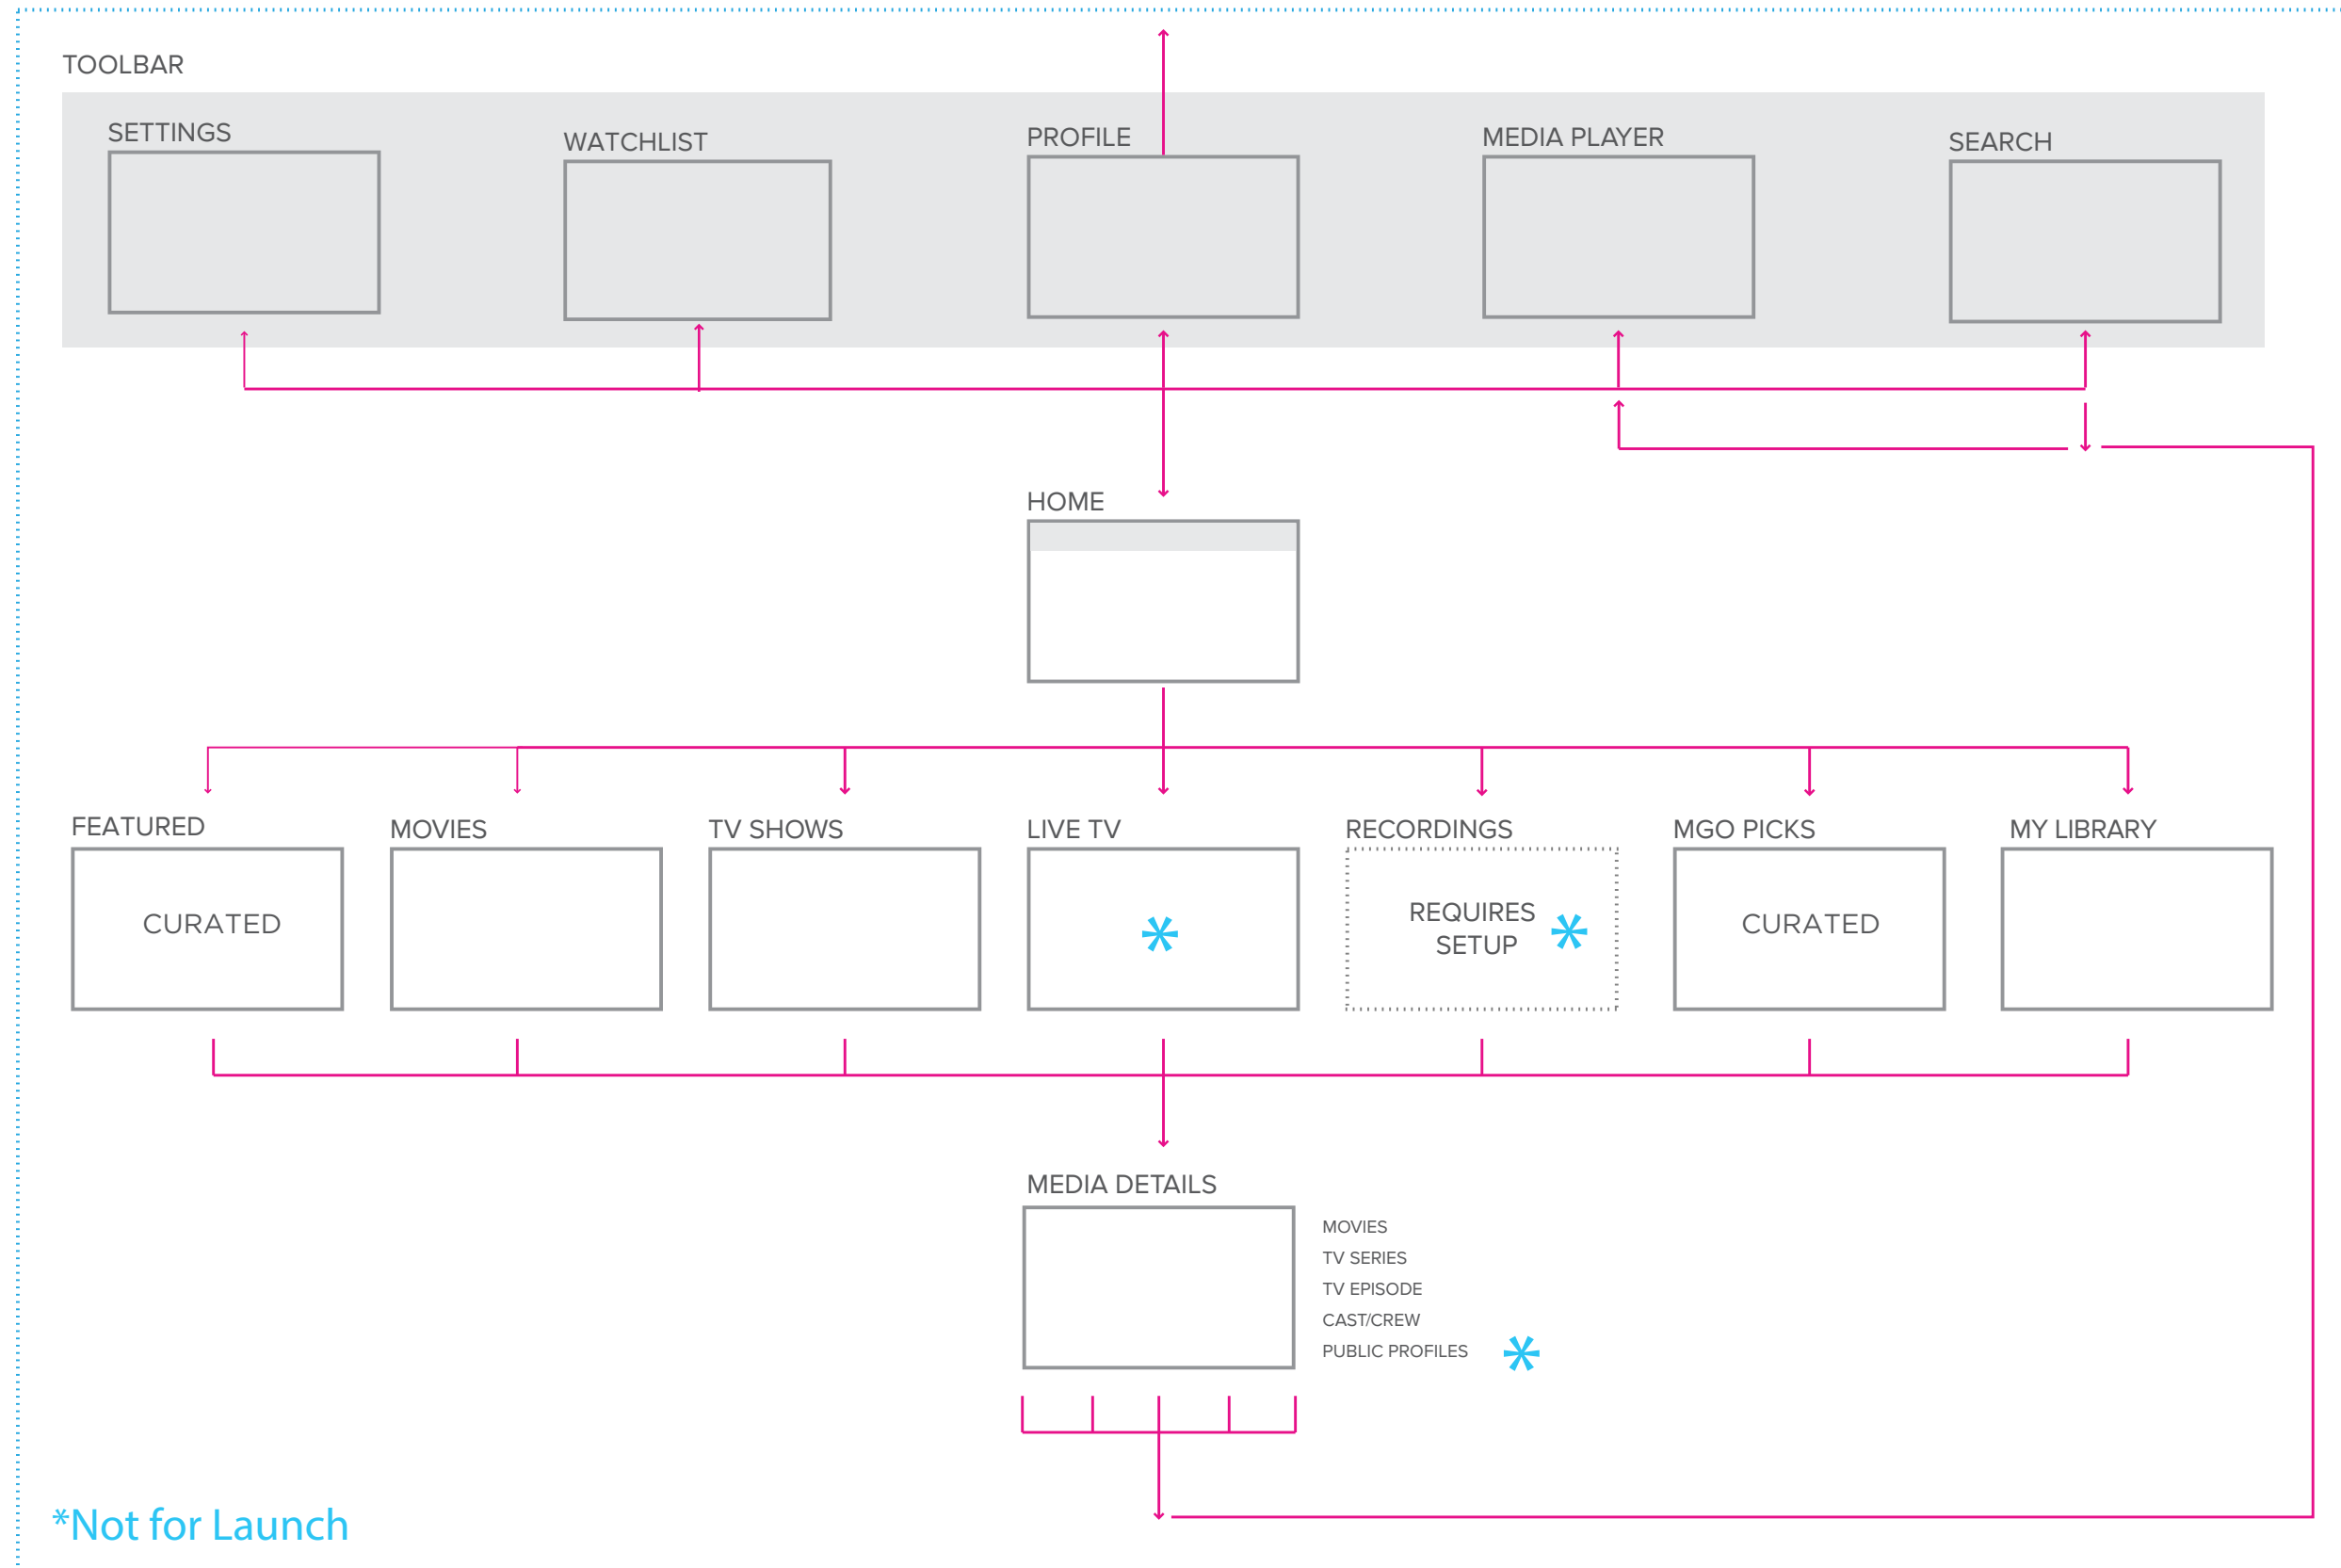 TOOLBAR
SETTINGS
WATCHLIST
PROFILE
MEDIA PLAYER
SEARCH
HOME
FEATURED
MOVIES
TV SHOWS
LIVE TV
RECORDINGS
MGO PICKS
MY LIBRARY
CURATED
*
REQUIRES
SETUP *
CURATED
MEDIA DETAILS
MOVIES
TV SERIES
TV EPISODE
CAST/CREW
PUBLIC PROFILES *
*Not for Launch